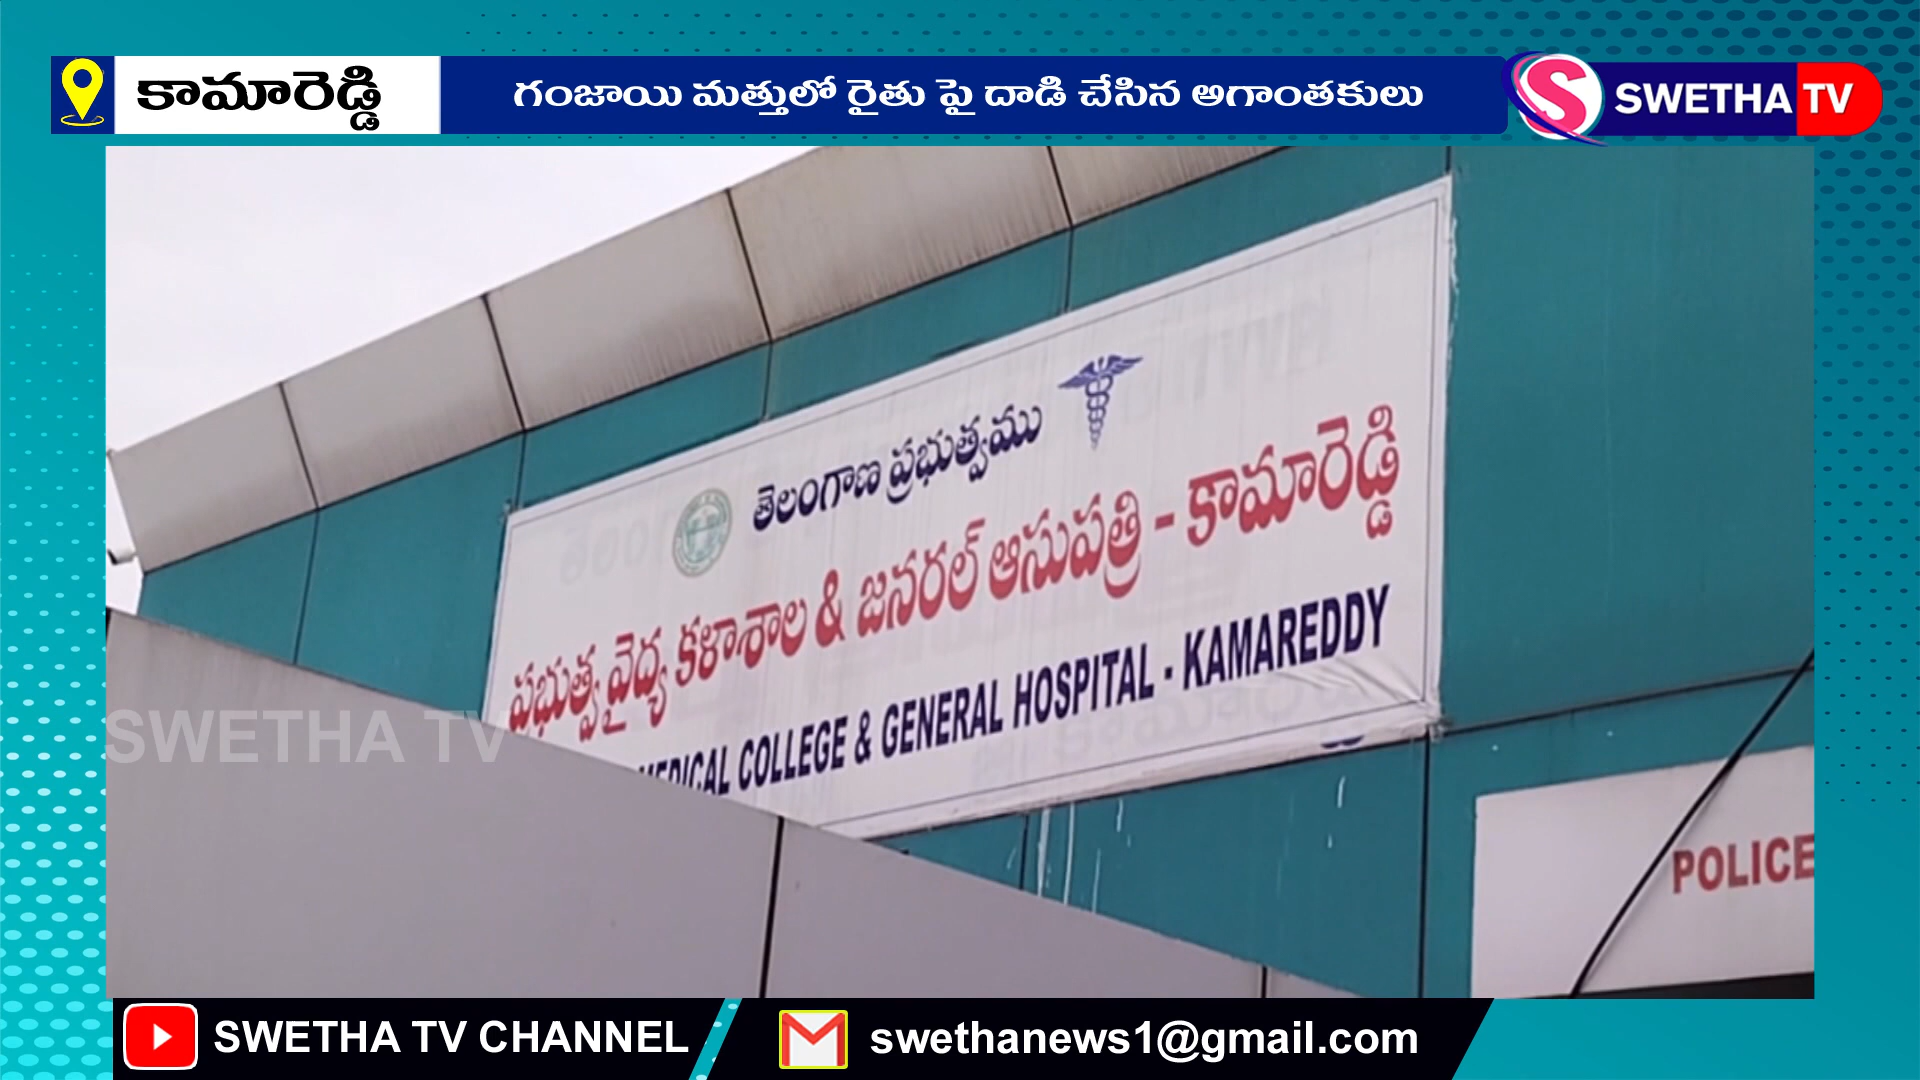 కామారెడ్డి
గంజాయి మత్తులో రైతు పై దాడి చేసిన అగాంతకులు
SWETHA TV
తెలంగాణ ప్రభుత్వము
ప్రభుత్వ వైద్య కళాశాల & జనరల్ ఆసుపత్రి - కామారెడ్డి
MEDICAL COLLEGE & GENERAL HOSPITAL - KAMAREDDY
SWETHA TV
POLICE
SWETHA TV CHANNEL
swethanews1@gmail.com